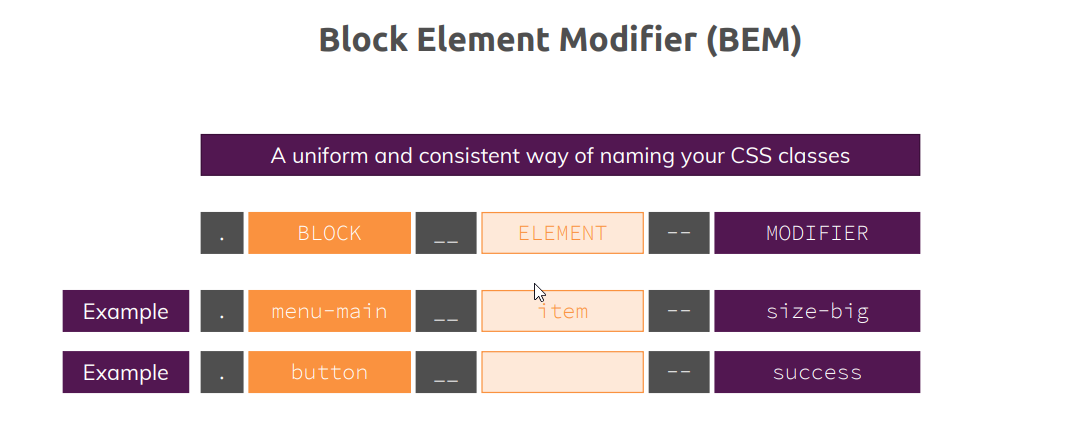 Block Element Modifier (BEM)
A uniform and consistent way of naming your CSS classes
. BLOCK __ ELEMENT -- MODIFIER
Example . menu-main __ item -- size-big
Example . button __ -- success